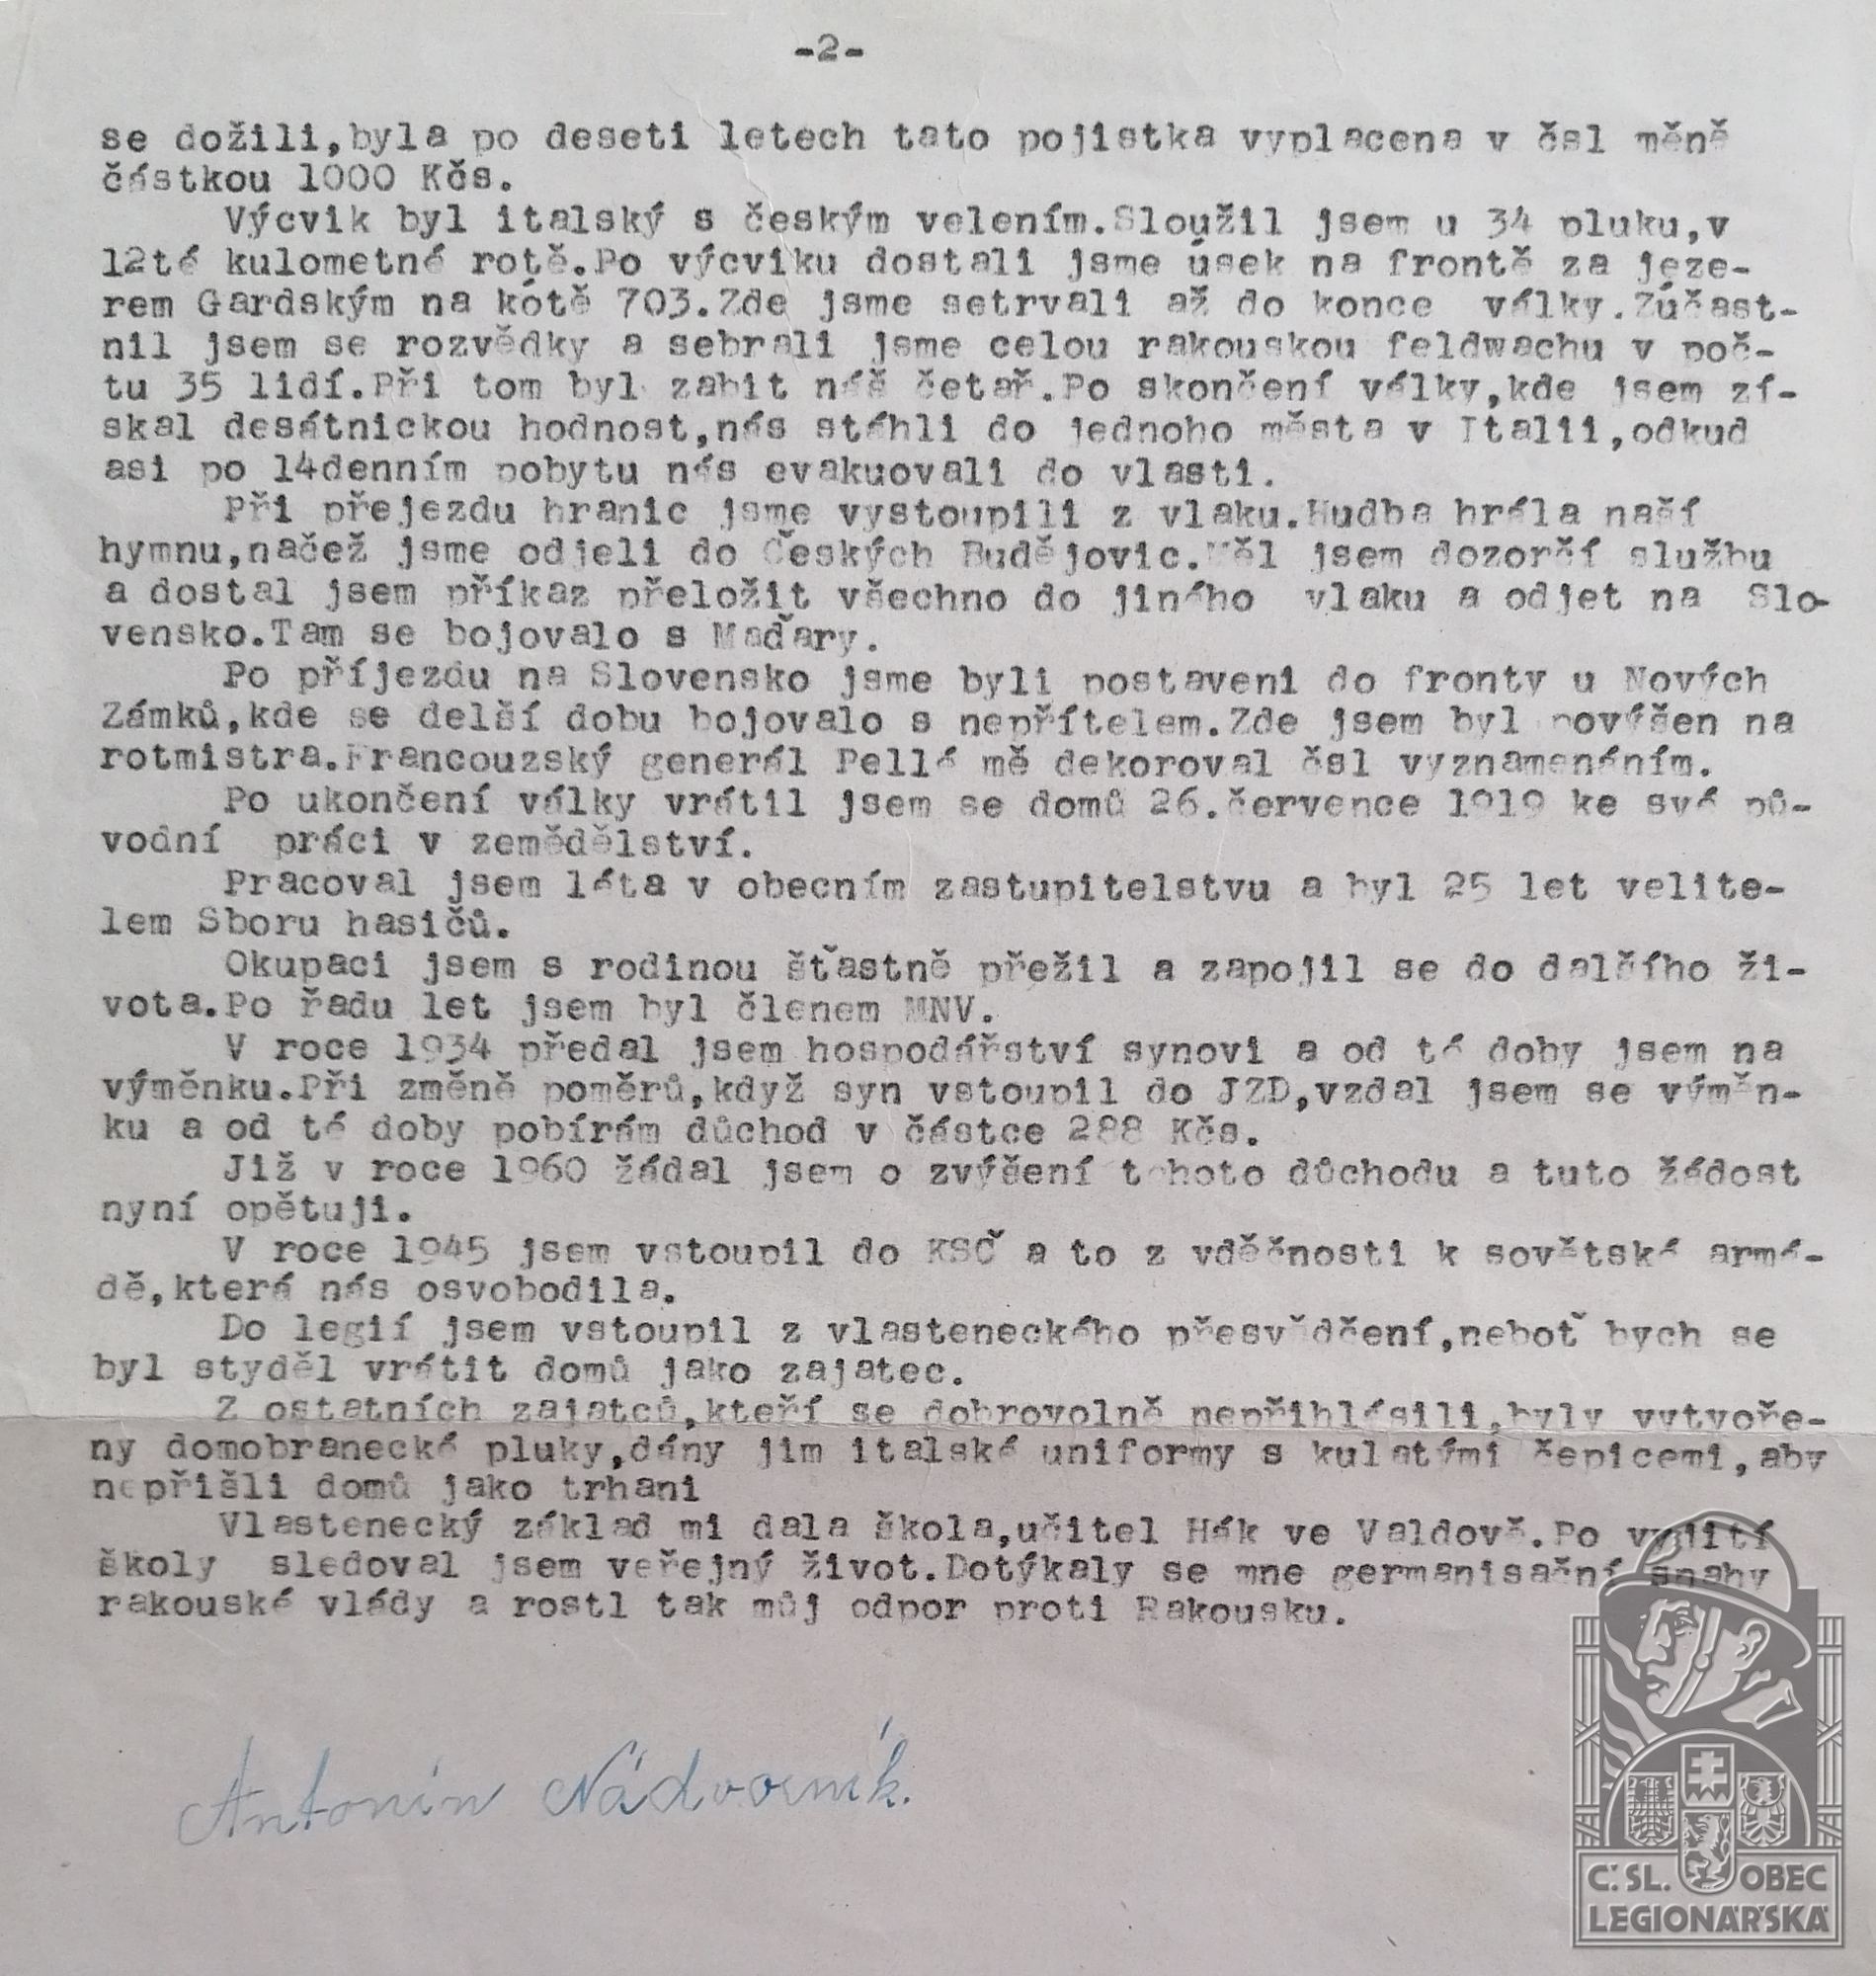 -2-
se dožili,byla po deseti letech tato pojistka vyplacena v čsl měně
částkou 1000 Kčs.
Výcvik byl italský s českým velením.Sloužil jsem u 34 pluku,v
12té kulometné rotě.Po výcviku dostali jsme úsek na frontě za jeze-
rem Gardským na kótě 703.Zde jsme setrvali až do konce války.Zúčast-
nil jsem se rozvědky a sebrali jsme celou rakouskou feldwachu v poč-
tu 35 lidí.Při tom byl zabit náš četař.Po skončení války,kde jsem zí-
skal desátnickou hodnost,nás stáhli do jednoho města v Italii,odkud
asi po 14denním pobytu nás evakuovali do vlasti.
Při přejezdu hranic jsme vystoupili z vlaku.Hudba hrála naší
hymnu,načež jsme odjeli do Českých Budějovic.Měl jsem dozorčí službu
a dostal jsem příkaz přeložit všechno do jiného vlaku a odjet na Slo-
vensko.Tam se bojovalo s Maďary.
Po příjezdu na Slovensko jsme byli postaveni do fronty u Nových
Zámků,kde se delší dobu bojovalo s nepřítelem.Zde jsem byl povýšen na
rotmistra.Francouzský generál Pellé mě dekoroval čsl vyznamenáním.
Po ukončení války vrátil jsem se domů 26.července 1919 ke své pů-
vodní práci v zemědělství.
Pracoval jsem léta v obecním zastupitelstvu a byl 25 let velite-
lem Sboru hasičů.
Okupaci jsem s rodinou šťastně přežil a zapojil se do dalšího ži-
vota.Po řadu let jsem byl členem MNV.
V roce 1934 předal jsem hospodářství synovi a od té doby jsem na
výměnku.Při změně poměrů,když syn vstoupil do JZD,vzdal jsem se výměn-
ku a od té doby pobírám důchod v částce 288 Kčs.
Již v roce 1960 žádal jsem o zvýšení tohoto důchodu a tuto žádost
nyní opětuji.
V roce 1945 jsem vstoupil do KSČ a to z vděčnosti k sovětské armá-
dě,která nás osvobodila.
Do legií jsem vstoupil z vlasteneckého přesvědčení,neboť bych se
byl styděl vrátit domů jako zajatec.
Z ostatních zajatců,kteří se dobrovolně nepřihlásili,byly vytvoře-
ny domobranecké pluky,dány jim italské uniformy s kulatými čepicemi,aby
nepřišli domů jako trhani
Vlastenecký základ mi dala škola,učitel Hák ve Valdově.Po vyjití
školy sledoval jsem veřejný život.Dotýkaly se mne germanisační snahy
rakouské vlády a rostl tak můj odpor proti Rakousku.
Antonín Nádvorník.
Č.SL. OBEC
LEGIONÁŘSKÁ